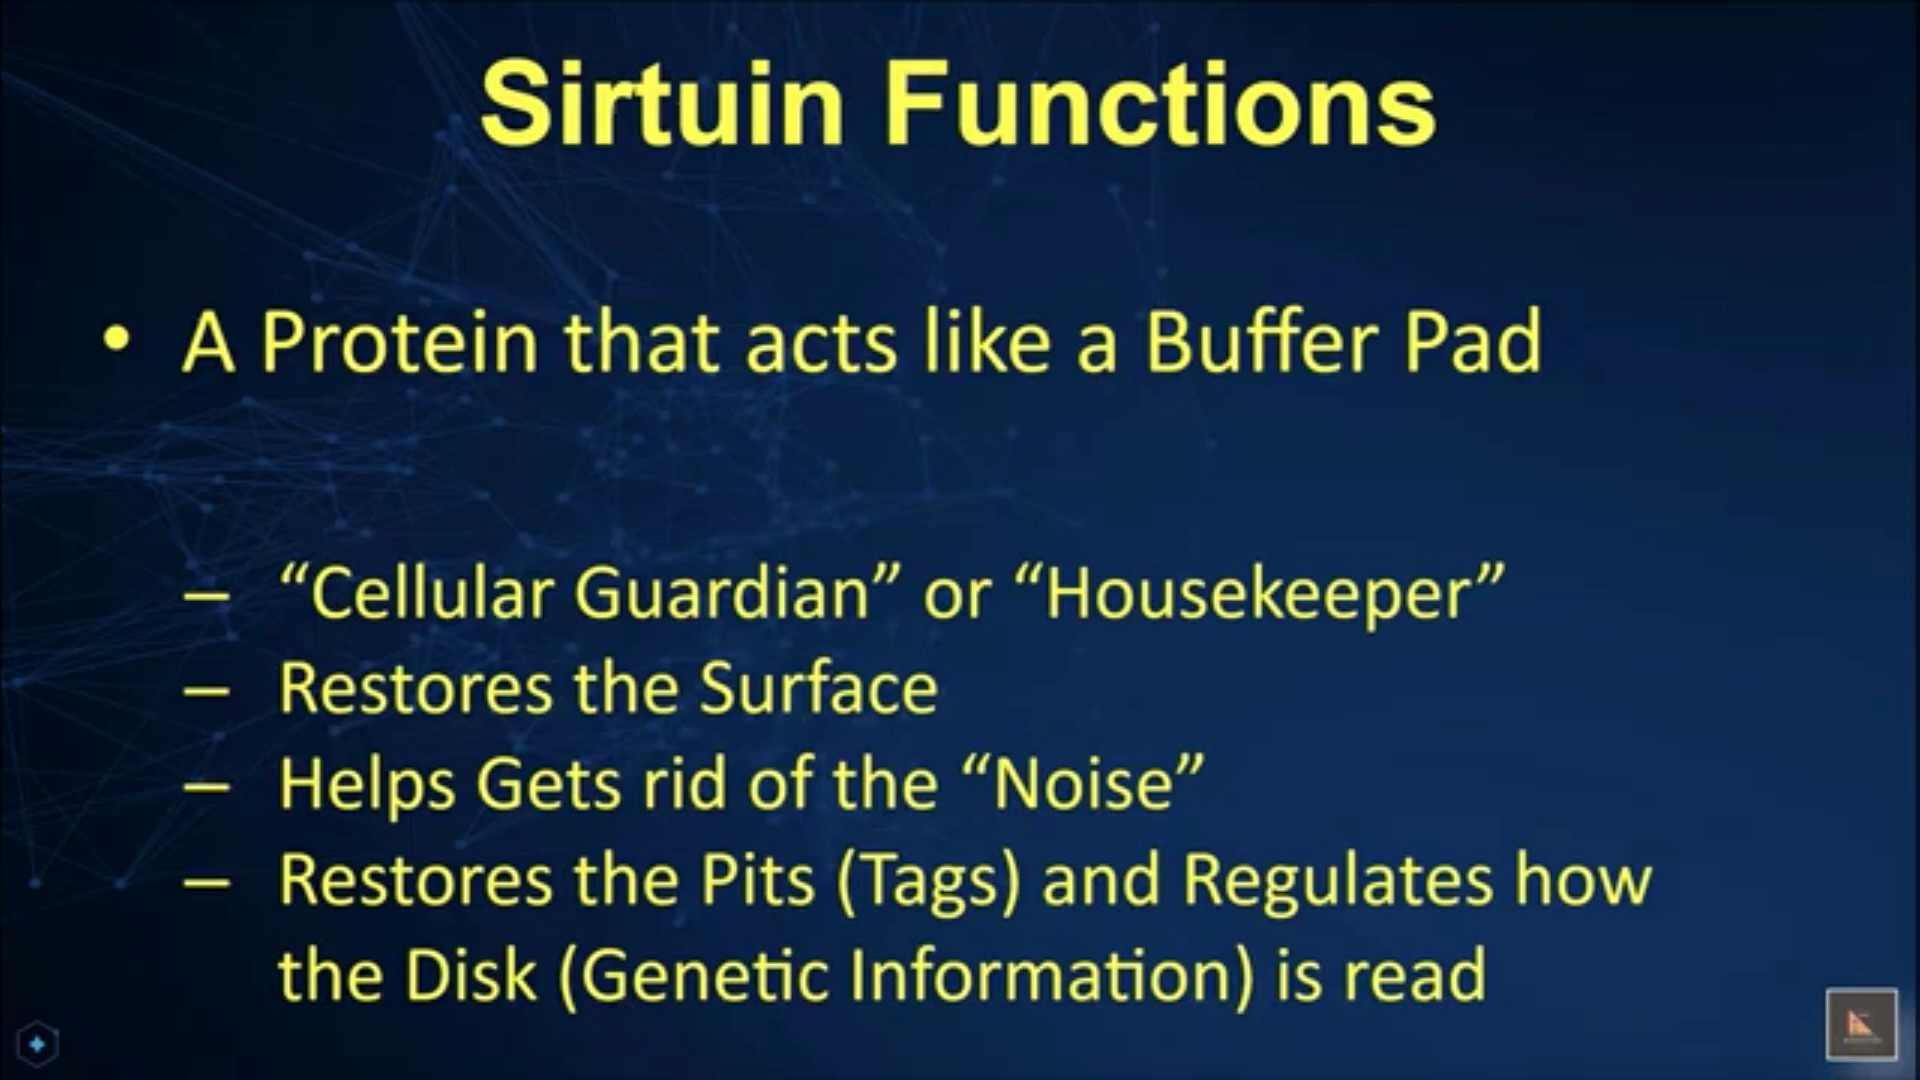 Sirtuin Functions
• A Protein that acts like a Buffer Pad
– “Cellular Guardian” or “Housekeeper”
– Restores the Surface
– Helps Gets rid of the “Noise”
– Restores the Pits (Tags) and Regulates how
the Disk (Genetic Information) is read